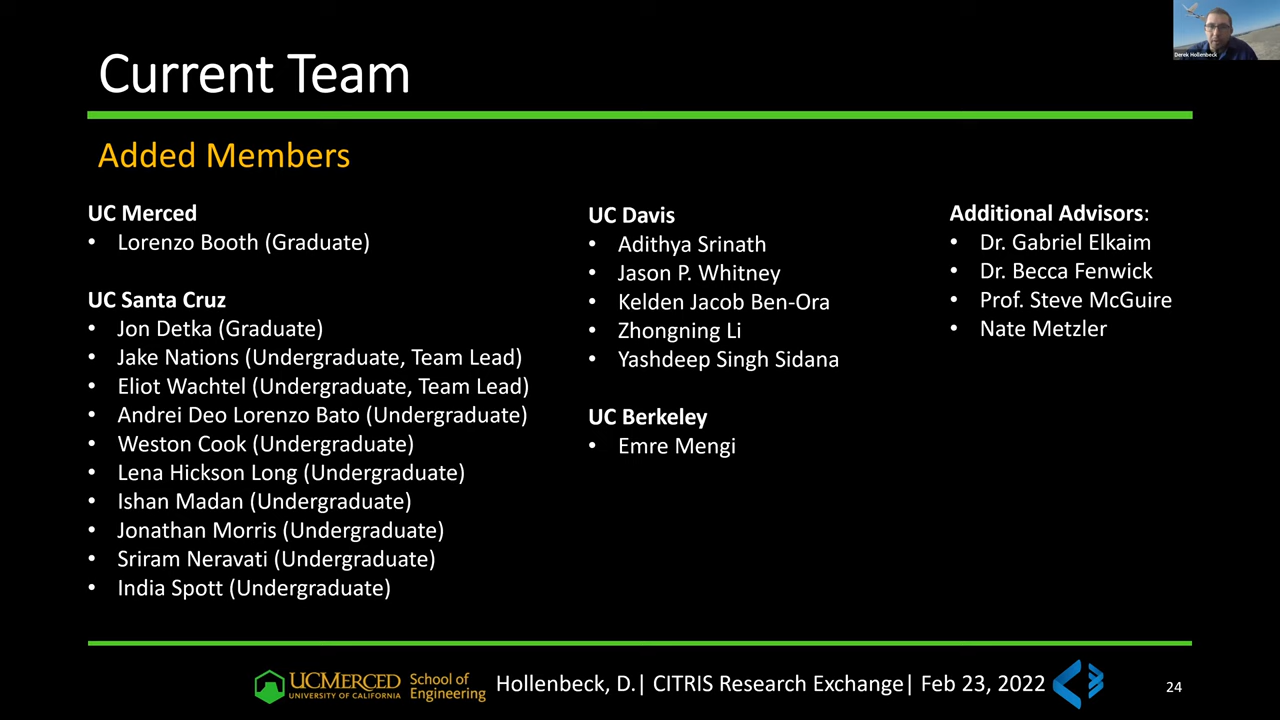 Derek Hollenbeck
Current Team
Added Members
UC Merced
• Lorenzo Booth (Graduate)
UC Santa Cruz
• Jon Detka (Graduate)
• Jake Nations (Undergraduate, Team Lead)
• Eliot Wachtel (Undergraduate, Team Lead)
• Andrei Deo Lorenzo Bato (Undergraduate)
• Weston Cook (Undergraduate)
• Lena Hickson Long (Undergraduate)
• Ishan Madan (Undergraduate)
• Jonathan Morris (Undergraduate)
• Sriram Neravati (Undergraduate)
• India Spott (Undergraduate)
UC Davis
• Adithya Srinath
• Jason P. Whitney
• Kelden Jacob Ben-Ora
• Zhongning Li
• Yashdeep Singh Sidana
UC Berkeley
• Emre Mengi
Additional Advisors:
• Dr. Gabriel Elkaim
• Dr. Becca Fenwick
• Prof. Steve McGuire
• Nate Metzler
UCMERCED
UNIVERSITY OF CALIFORNIA
School of
Engineering
Hollenbeck, D.| CITRIS Research Exchange| Feb 23, 2022
24